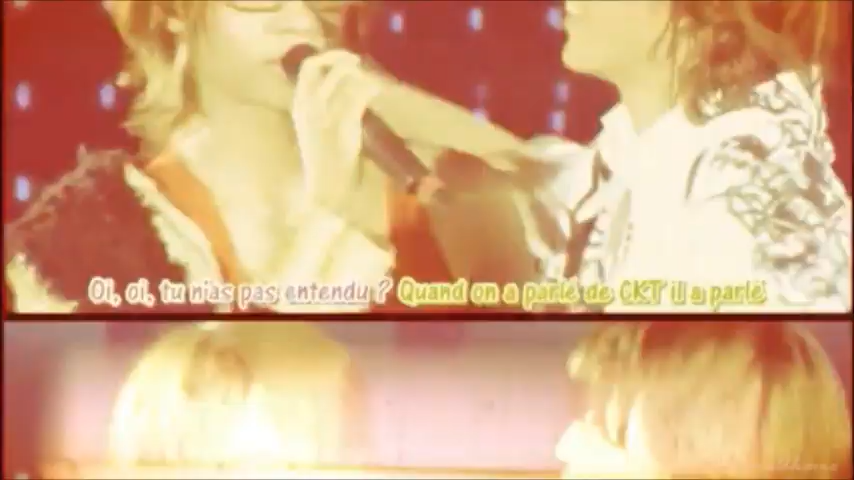 Oi, oi, tu n'as pas entendu ? Quand on a parlé de CKT il a parlé